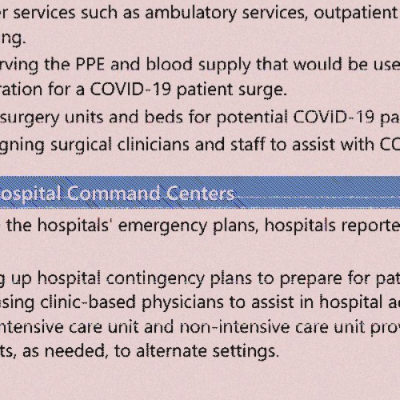 r services such as ambulatory services, outpatient
ng.
rving the PPE and blood supply that would be use
ration for a COVID-19 patient surge.
surgery units and beds for potential COVID-19 pa
gning surgical clinicians and staff to assist with CO
ospital Command Centers
the hospitals' emergency plans, hospitals reporte
g up hospital contingency plans to prepare for pat
sing clinic-based physicians to assist in hospital a
ntensive care unit and non-intensive care unit prov
ts, as needed, to alternate settings.